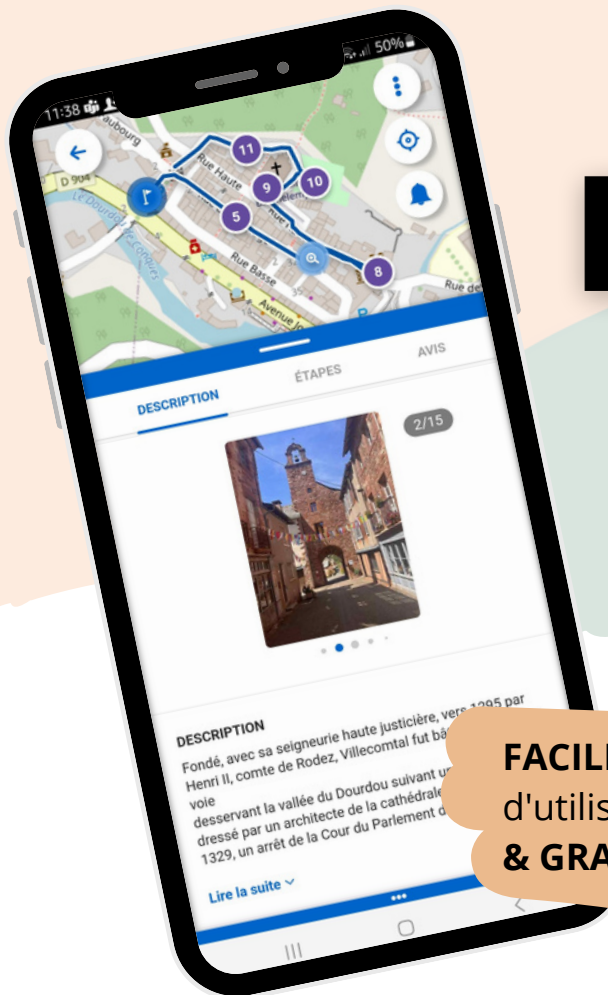 11:38
50%
D 904
Rue Haute
11
9
10
5
8
Le Dourdou de Conques
Rue Basse
Avenue
Rue de
DESCRIPTION
ÉTAPES
AVIS
2/15
DESCRIPTION
Fondé, avec sa seigneurie haute justicière, vers 1295 par
Henri II, comte de Rodez, Villecomtal fut
voie
desservant la vallée du Dourdou suivant
dressé par un architecte de la cathédrale
1329, un arrêt de la Cour du Parlement
Lire la suite
d'utilis
& GRA